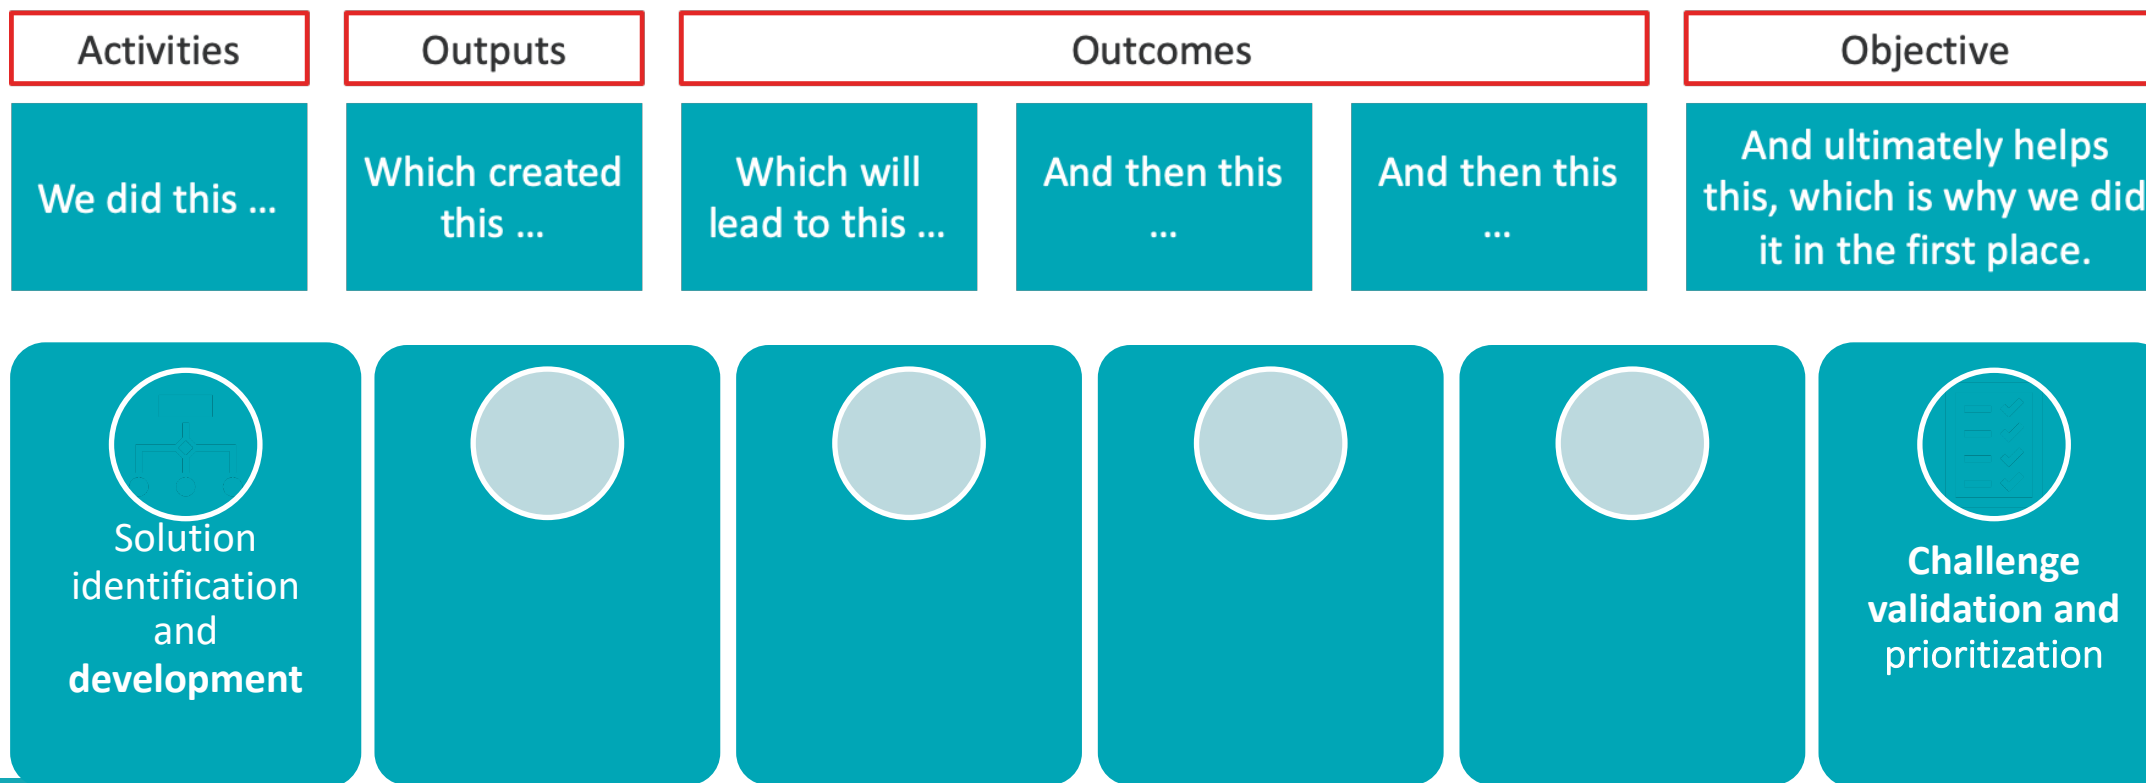 Activities
Outputs
Outcomes
Objective
We did this ...
Which created
this ...
Which will
lead to this ...
And then this
...
And then this
...
And ultimately helps
this, which is why we did
it in the first place.
Solution
identification
and
development
Challenge
validation and
prioritization